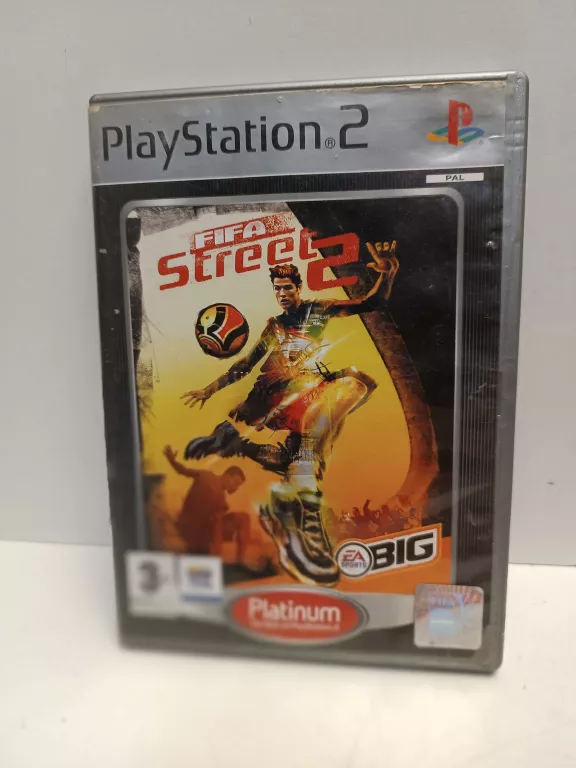 PlayStation®2
PAL
FIFA
Street 2
EA
SPORTS
BIG
3+
Platinum